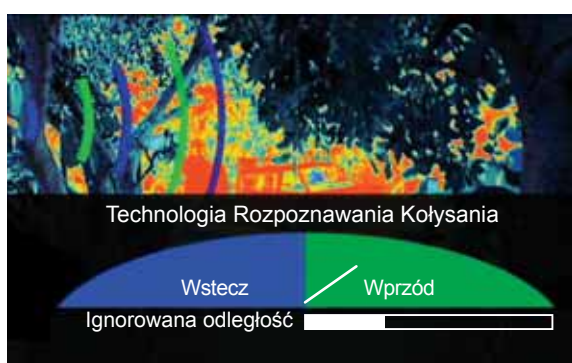 Technologia Rozpoznawania Kołysania
Wstecz Wprzód
Ignorowana odległość